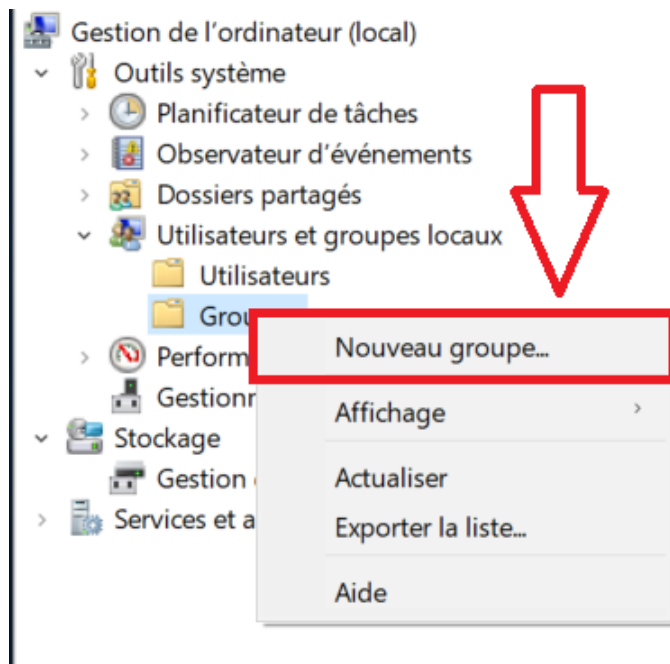 Gestion de l’ordinateur (local)
Outils système
Planificateur de tâches
Observateur d’événements
Dossiers partagés
Utilisateurs et groupes locaux
Utilisateurs
Grou
Perform
Gestionr
Stockage
Gestion
Services et a
Nouveau groupe...
Affichage
Actualiser
Exporter la liste...
Aide